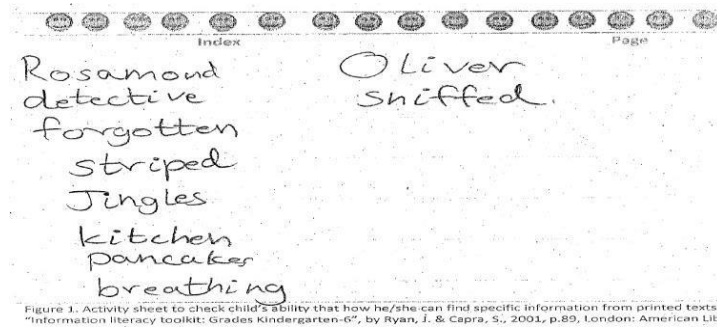 Index Page
Rosamond
detective
forgotten
striped
Jingles
kitchen
pancakes
breathing
Oliver
sniffed.
Figure 1. Activity sheet to check child's ability that how he/she can find specific information from printed texts
"Information literacy toolkit: Grades Kindergarten-6", by Ryan, J. & Capra, S., 2001, p.89, London: American Lib